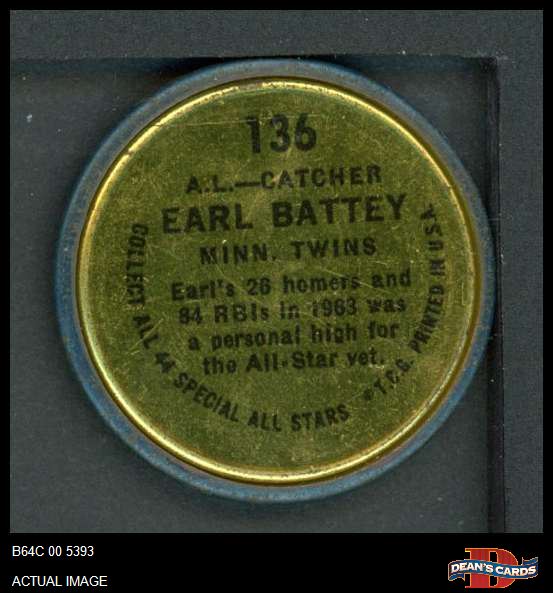 136
A.L.—CATCHER
EARL BATTEY
MINN. TWINS
Earl's 26 homers and
84 RBIs in 1963 was
a personal high for
the All-Star vet.
COLLECT ALL 44 SPECIAL ALL STARS ©T.C.G. PRINTED IN U.S.A.
B64C 00 5393
ACTUAL IMAGE
D
DEAN'S CARDS